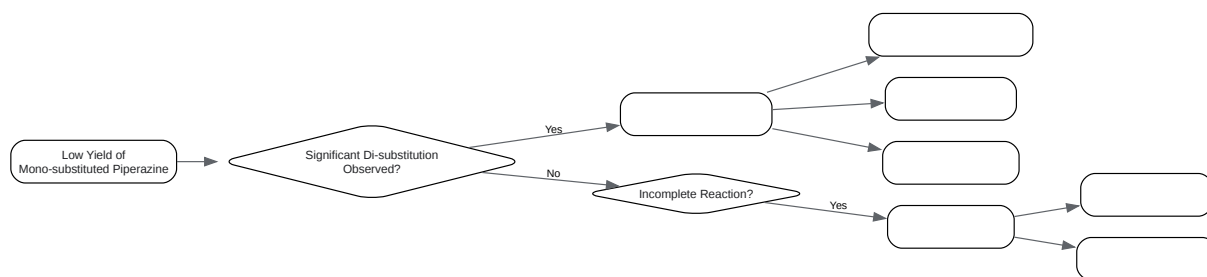 Low Yield of
Mono-substituted Piperazine
Significant Di-substitution
Observed?
Yes
No
Incomplete Reaction?
Yes